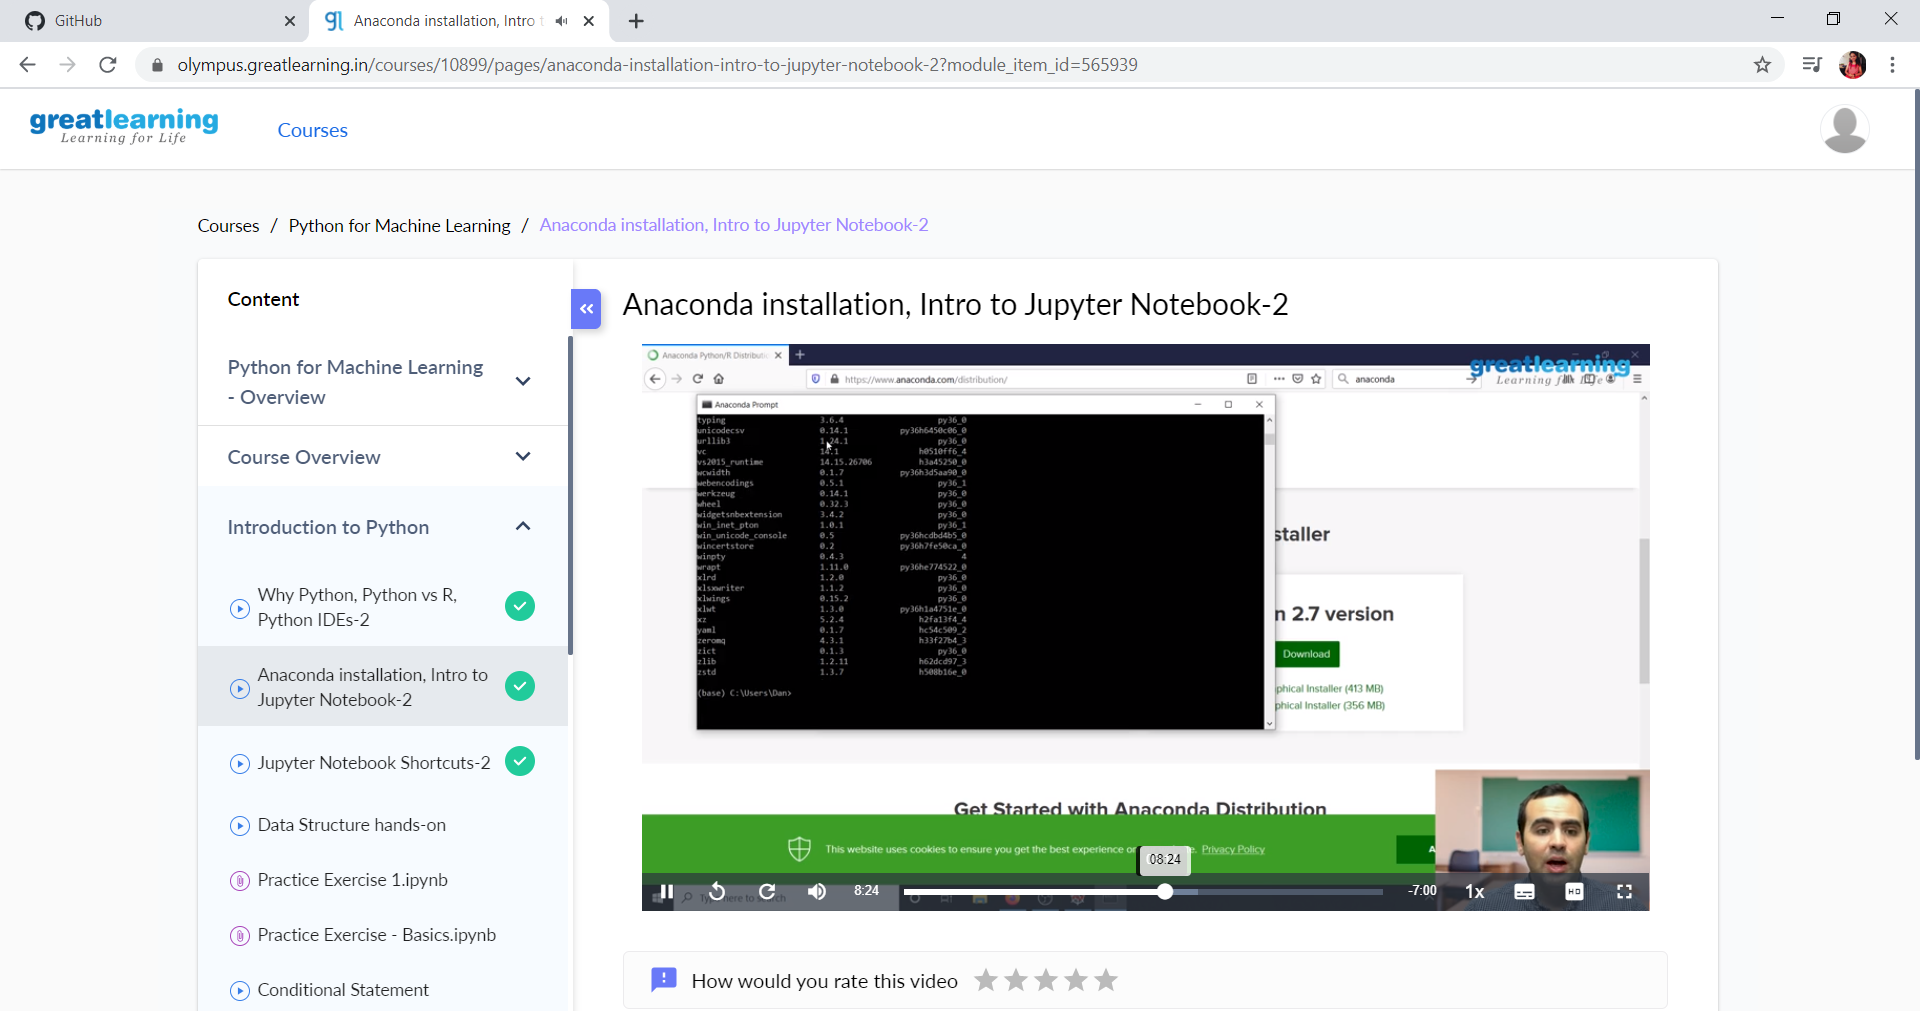 GitHub
Anaconda installation, Intro t
olympus.greatlearning.in/courses/10899/pages/anaconda-installation-intro-to-jupyter-notebook-2?module_item_id=565939
greatlearning
Learning for Life
Courses
Courses / Python for Machine Learning / Anaconda installation, Intro to Jupyter Notebook-2
Content
Python for Machine Learning
- Overview
Course Overview
Introduction to Python
Why Python, Python vs R,
Python IDEs-2
Anaconda installation, Intro to
Jupyter Notebook-2
Jupyter Notebook Shortcuts-2
Data Structure hands-on
Practice Exercise 1.ipynb
Practice Exercise - Basics.ipynb
Conditional Statement
Anaconda installation, Intro to Jupyter Notebook-2
Anaconda Python/R Distributi
https://www.anaconda.com/distribution/
anaconda
greatlearning
Learning for Life
Anaconda Prompt
typing 3.6.4 py36_0
unicodecsv 0.14.1 py36h6450c06_0
urllib3 1.24.1 py36_0
vc 14.1 h0510ff6_4
vs2015_runtime 14.15.26706 h3a45250_0
wcwidth 0.1.7 py36h3d5aa90_0
webencodings 0.5.1 py36_1
werkzeug 0.14.1 py36_0
wheel 0.32.3 py36_0
widgetsnbextension 3.4.2 py36_0
win_inet_pton 1.0.1 py36_1
win_unicode_console 0.5 py36hcdbd4b5_0
wincertstore 0.2 py36h7fe50ca_0
winpty 0.4.3 4
wrapt 1.11.0 py36he774522_0
xlrd 1.2.0 py36_0
xlsxwriter 1.1.2 py36_0
xlwings 0.15.2 py36_0
xlwt 1.3.0 py36h1a4751e_0
xz 5.2.4 h2fa13f4_4
yaml 0.1.7 hc54c509_2
zeromq 4.3.1 h33f27b4_3
zict 0.1.3 py36_0
zlib 1.2.11 h62dcd97_3
zstd 1.3.7 h508b16e_0
(base) C:\Users\Dan>
staller
n 2.7 version
Download
phical Installer (413 MB)
phical Installer (356 MB)
Get Started with Anaconda Distribution
This website uses cookies to ensure you get the best experience o
Privacy Policy
A
08:24
8:24
-7:00
1x
HD
How would you rate this video